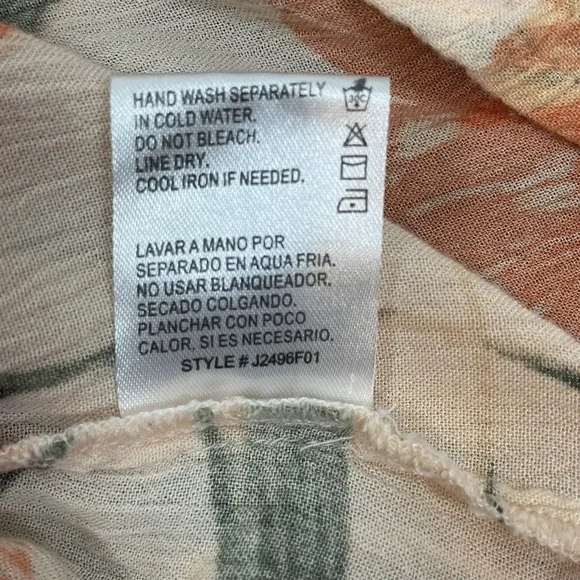 HAND WASH SEPARATELY
IN COLD WATER.
DO NOT BLEACH.
LINE DRY.
COOL IRON IF NEEDED.
30C
LAVAR A MANO POR
SEPARADO EN AQUA FRIA.
NO USAR BLANQUEADOR.
SECADO COLGANDO.
PLANCHAR CON POCO
CALOR. SI ES NECESARIO.
STYLE # J2496F01